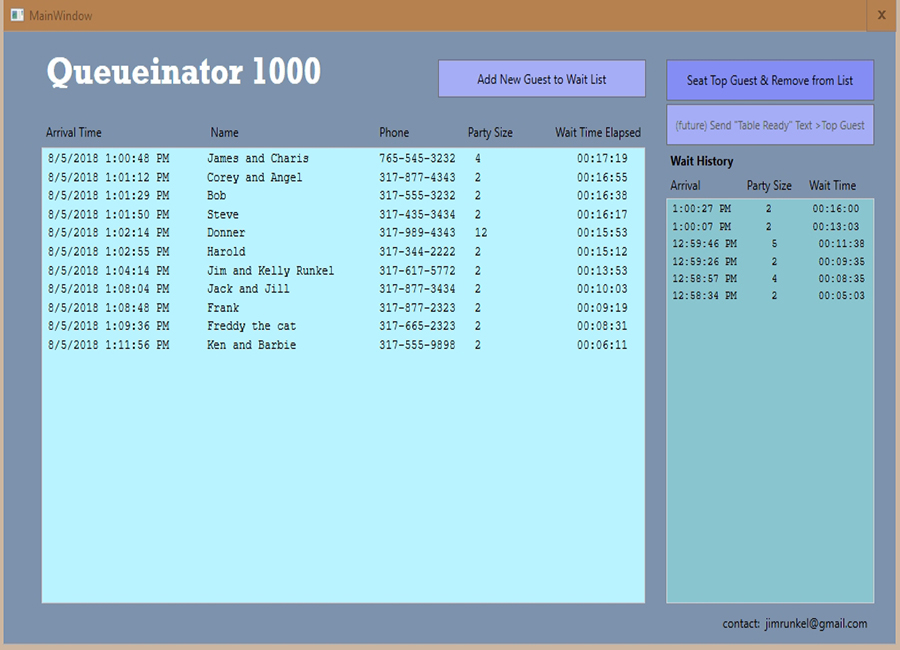 MainWindow x
Queueinator 1000
Add New Guest to Wait List
Seat Top Guest & Remove from List
(future) Send "Table Ready" Text >Top Guest
Arrival Time Name Phone Party Size Wait Time Elapsed
8/5/2018 1:00:48 PM James and Charis 765-545-3232 4 00:17:19
8/5/2018 1:01:12 PM Corey and Angel 317-877-4343 2 00:16:55
8/5/2018 1:01:29 PM Bob 317-555-3232 2 00:16:38
8/5/2018 1:01:50 PM Steve 317-435-3434 2 00:16:17
8/5/2018 1:02:14 PM Donner 317-989-4343 12 00:15:53
8/5/2018 1:02:55 PM Harold 317-344-2222 2 00:15:12
8/5/2018 1:04:14 PM Jim and Kelly Runkel 317-617-5772 2 00:13:53
8/5/2018 1:08:04 PM Jack and Jill 317-877-3434 2 00:10:03
8/5/2018 1:08:48 PM Frank 317-877-2323 2 00:09:19
8/5/2018 1:09:36 PM Freddy the cat 317-665-2323 2 00:08:31
8/5/2018 1:11:56 PM Ken and Barbie 317-555-9898 2 00:06:11
Wait History
Arrival Party Size Wait Time
1:00:27 PM 2 00:16:00
1:00:07 PM 2 00:13:03
12:59:46 PM 5 00:11:38
12:59:26 PM 2 00:09:35
12:58:57 PM 4 00:08:35
12:58:34 PM 2 00:05:03
contact: jimrunkel@gmail.com